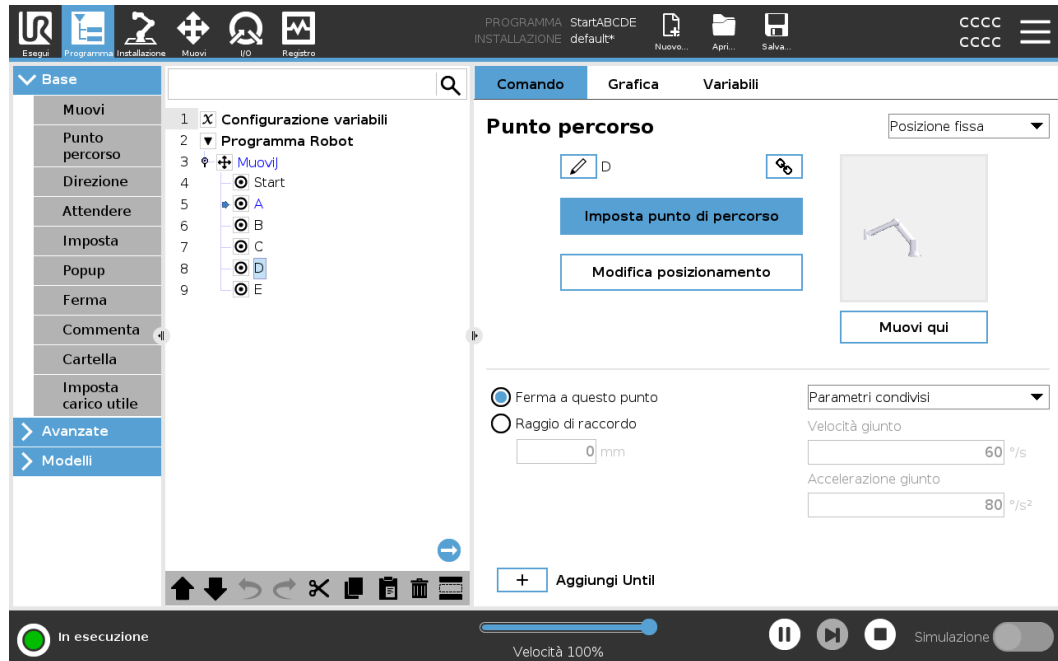 UR
Esegui
Programma
Installazione
Muovi
I/O
Registro
PROGRAMMA StartABCDE
INSTALLAZIONE default*
Nuovo...
Apri...
Salva...
CCCC
CCCC
Base
Muovi
Punto
percorso
Direzione
Attendere
Imposta
Popup
Ferma
Commenta
Cartella
Imposta
carico utile
Avanzate
Modelli
1 X Configurazione variabili
2 Programma Robot
3 MuoviJ
4 Start
5 A
6 B
7 C
8 D
9 E
Comando Grafica Variabili
Punto percorso
Posizione fissa
D
Imposta punto di percorso
Modifica posizionamento
Muovi qui
Ferma a questo punto
Raggio di raccordo
0 mm
Parametri condivisi
Velocità giunto
60 °/s
Accelerazione giunto
80 °/s²
+ Aggiungi Until
In esecuzione
Velocità 100%
Simulazione